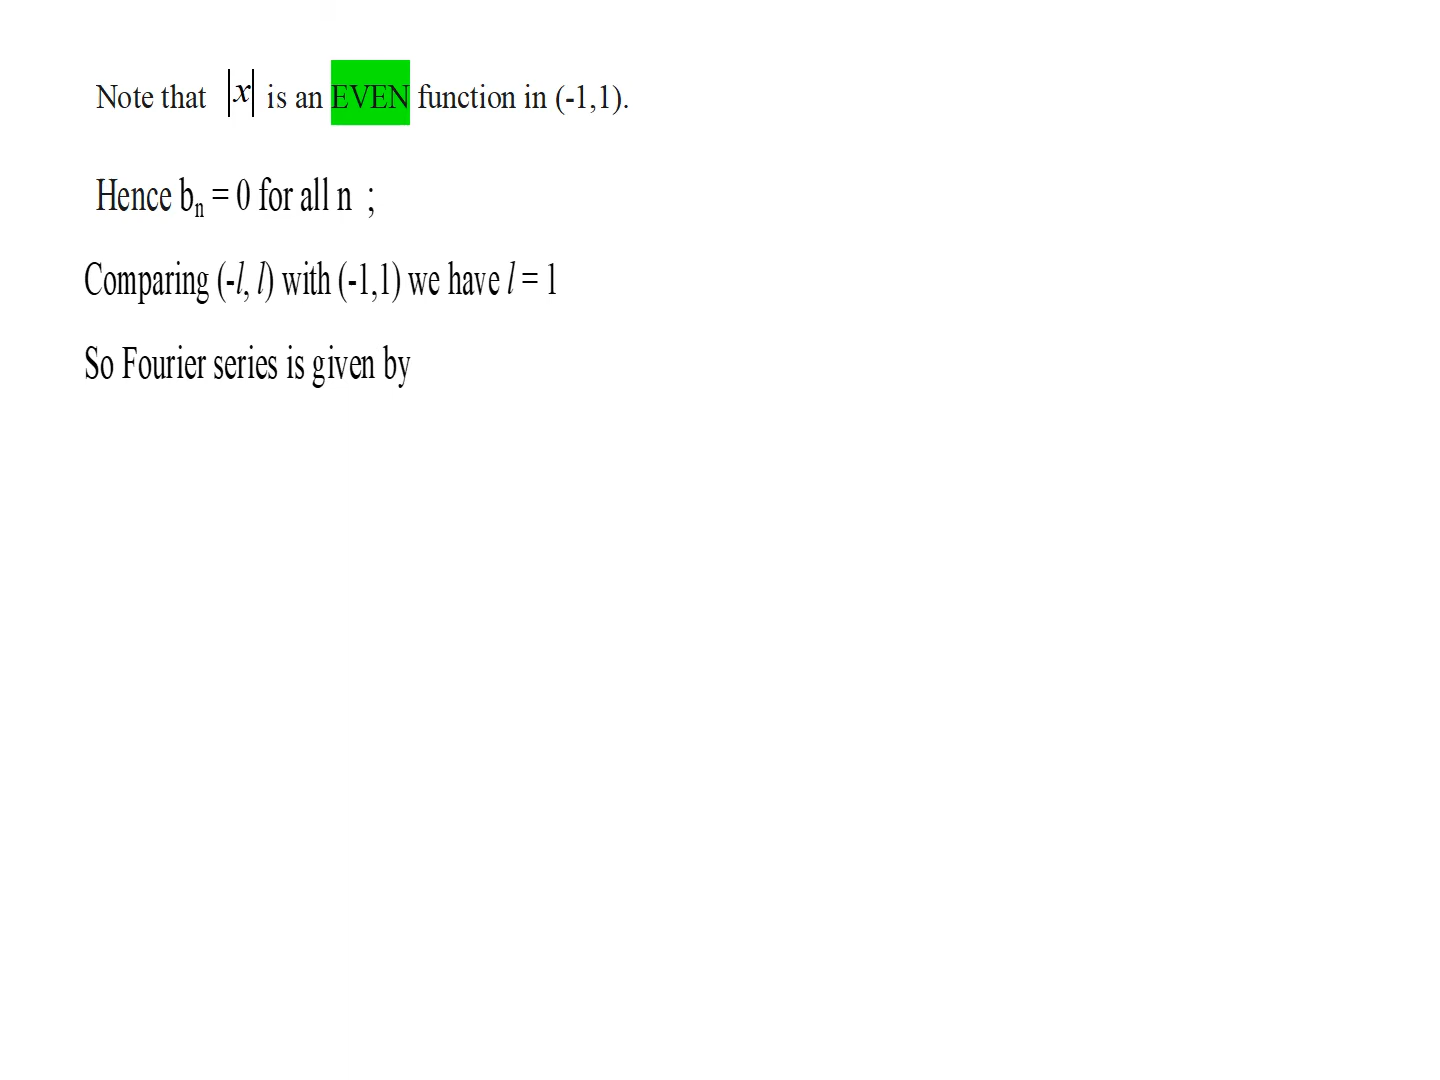 Note that |x| is an EVEN function in (-1,1).
Hence bₙ = 0 for all n ;
Comparing (-l, l) with (-1,1) we have l = 1
So Fourier series is given by